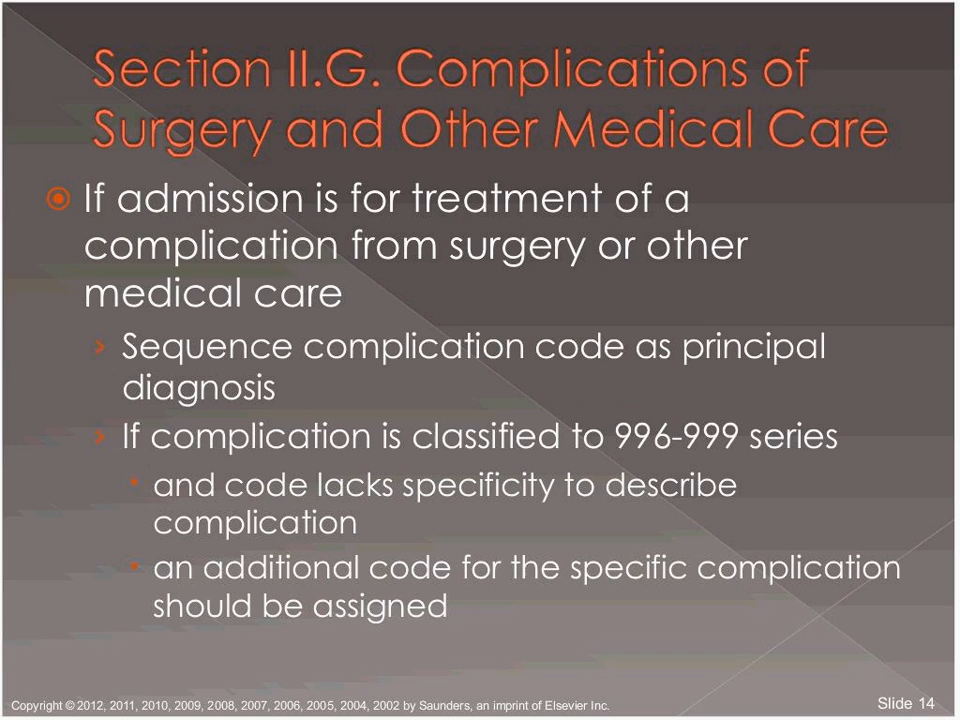 Section II.G. Complications of
Surgery and Other Medical Care
If admission is for treatment of a
complication from surgery or other
medical care
› Sequence complication code as principal
diagnosis
› If complication is classified to 996-999 series
and code lacks specificity to describe
complication
an additional code for the specific complication
should be assigned
Copyright © 2012, 2011, 2010, 2009, 2008, 2007, 2006, 2005, 2004, 2002 by Saunders, an imprint of Elsevier Inc.
Slide 14